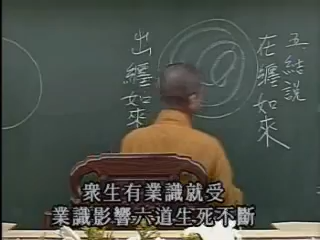 五結說
在纏如來
出纏如來
眾生有業識就受
業識影響六道生死不斷